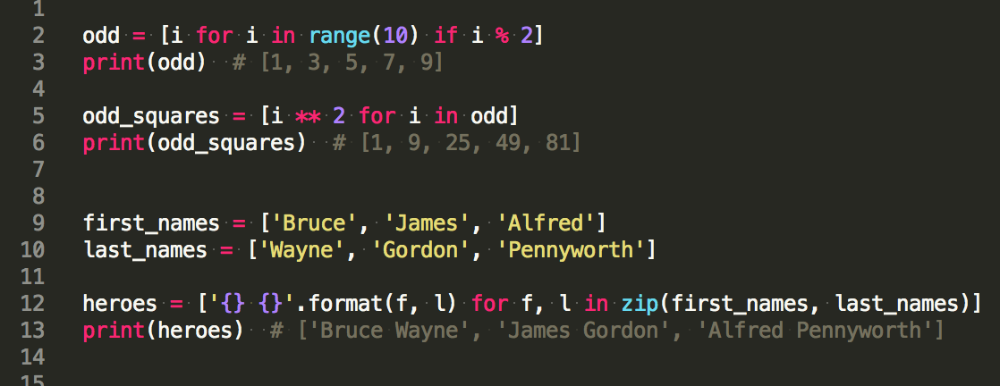 1
2 odd = [i for i in range(10) if i % 2]
3 print(odd)  # [1, 3, 5, 7, 9]
4
5 odd_squares = [i ** 2 for i in odd]
6 print(odd_squares)  # [1, 9, 25, 49, 81]
7
8
9 first_names = ['Bruce', 'James', 'Alfred']
10 last_names = ['Wayne', 'Gordon', 'Pennyworth']
11
12 heroes = ['{} {}'.format(f, l) for f, l in zip(first_names, last_names)]
13 print(heroes)  # ['Bruce Wayne', 'James Gordon', 'Alfred Pennyworth']
14
15